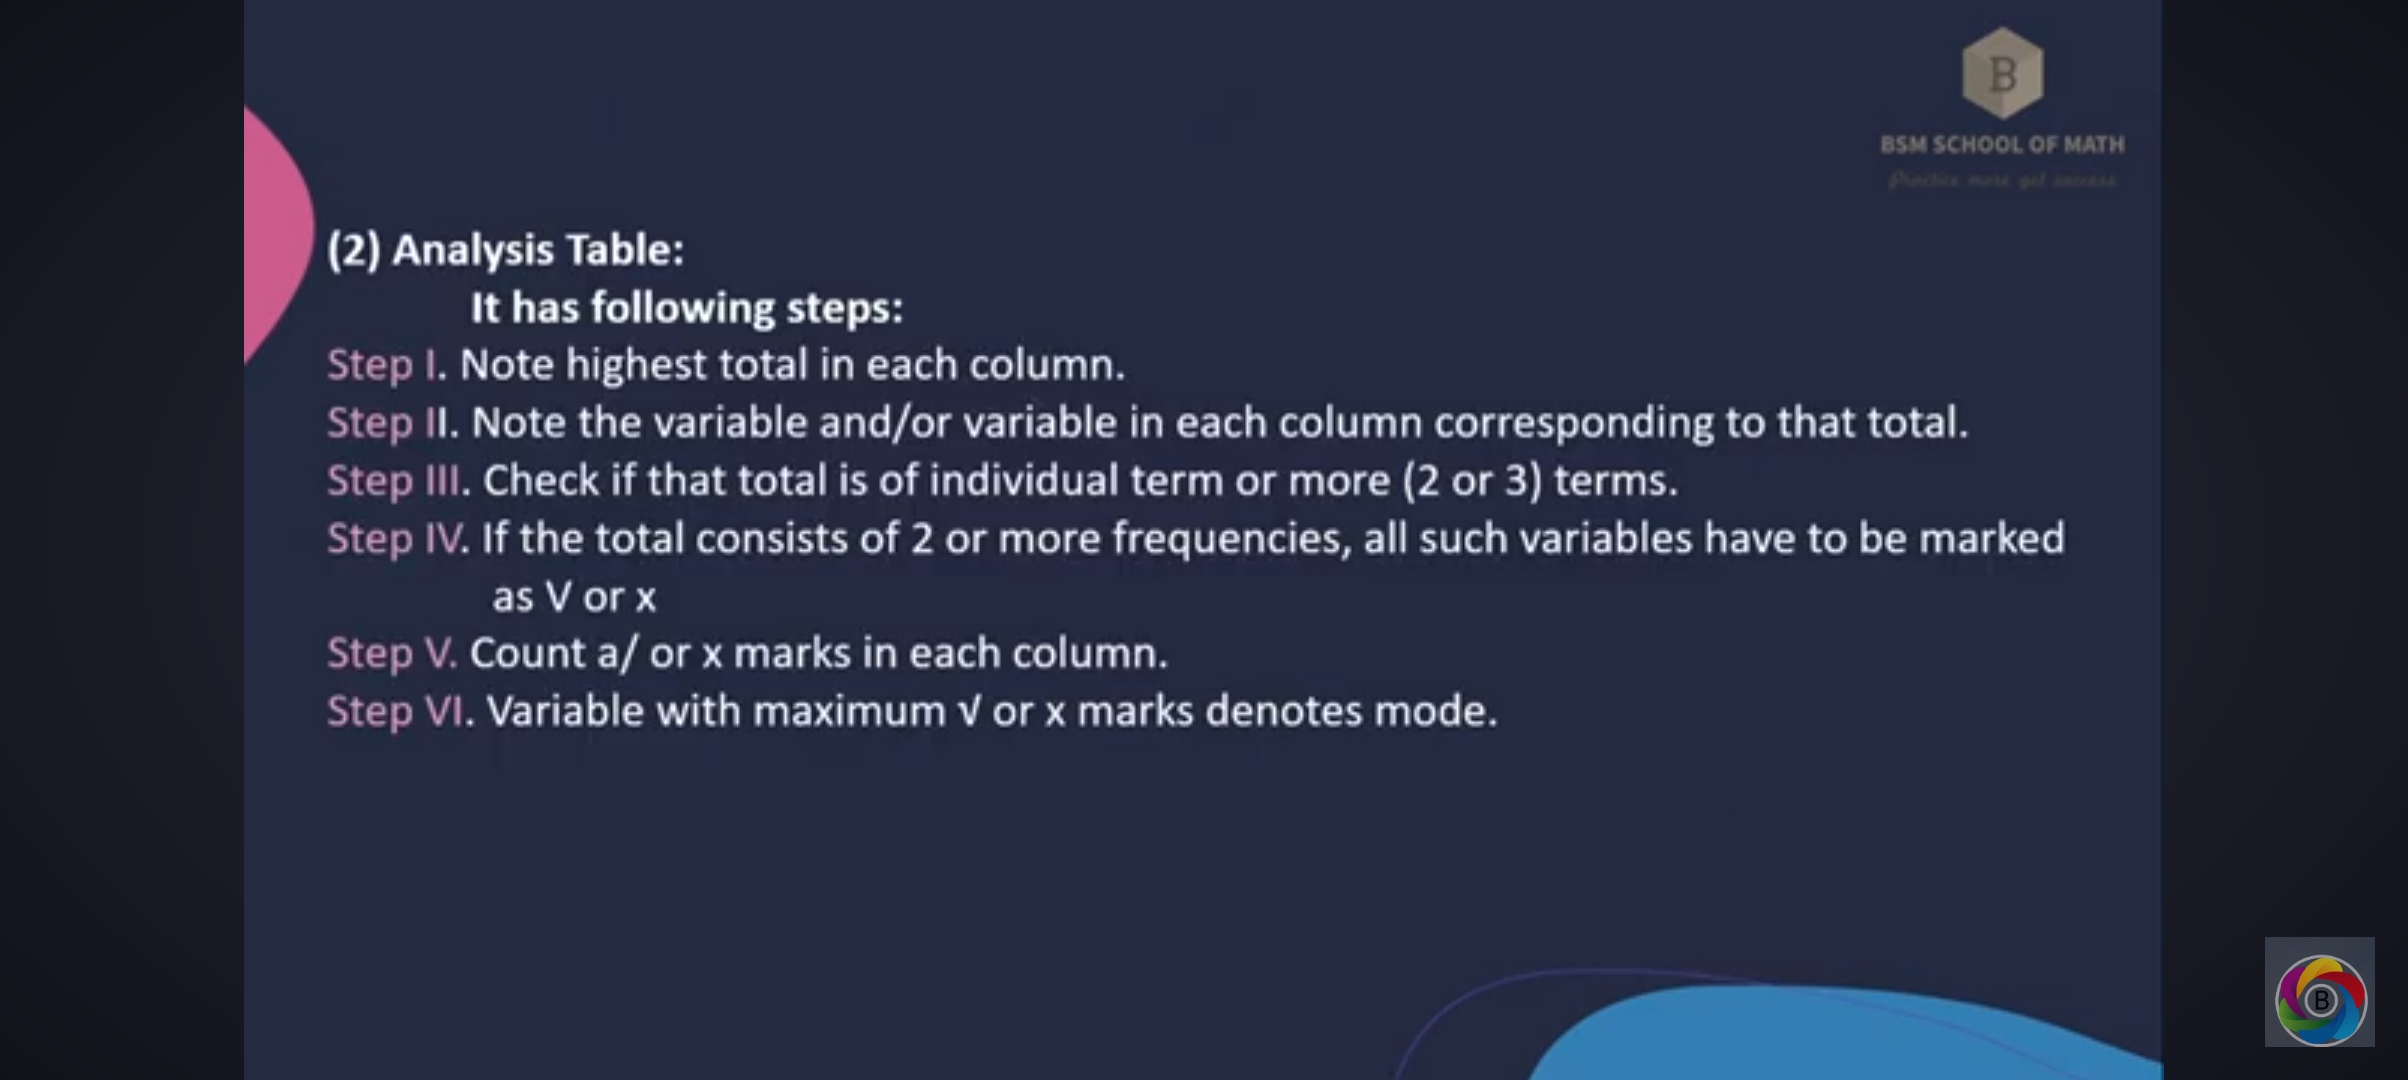 B
BSM SCHOOL OF MATH
Practice more get success
(2) Analysis Table:
It has following steps:
Step I. Note highest total in each column.
Step II. Note the variable and/or variable in each column corresponding to that total.
Step III. Check if that total is of individual term or more (2 or 3) terms.
Step IV. If the total consists of 2 or more frequencies, all such variables have to be marked
as V or x
Step V. Count a/ or x marks in each column.
Step VI. Variable with maximum √ or x marks denotes mode.
B